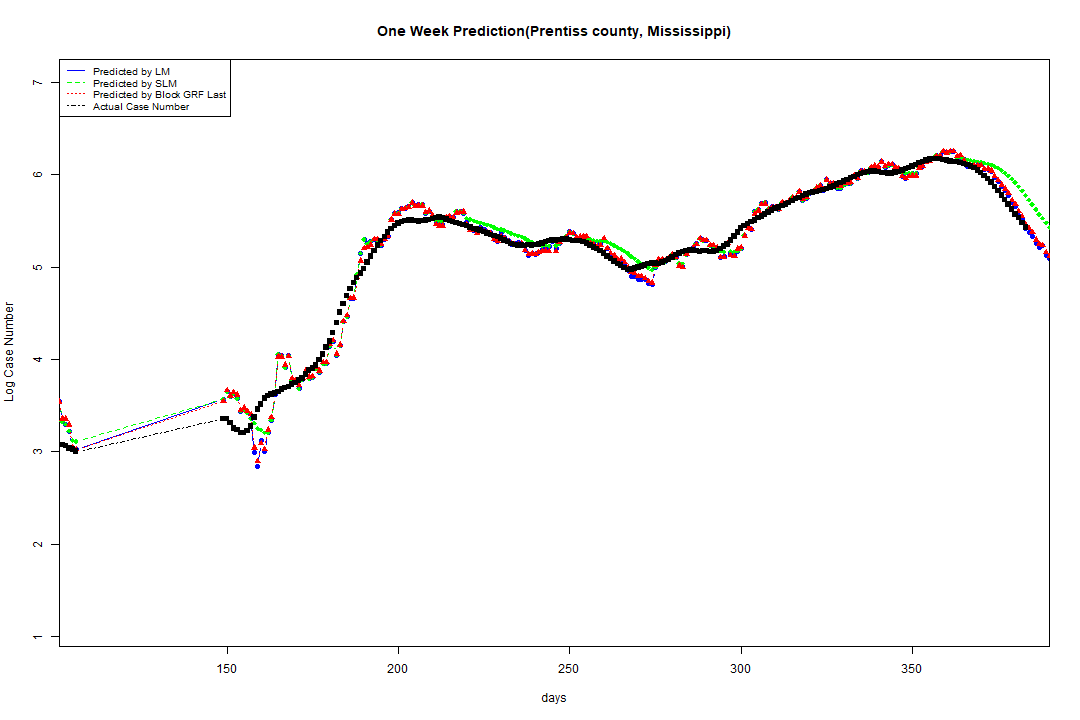 One Week Prediction(Prentiss county, Mississippi)
Predicted by LM
Predicted by SLM
Predicted by Block GRF Last
Actual Case Number
7
6
5
4
3
2
1
Log Case Number
150 200 250 300 350
days